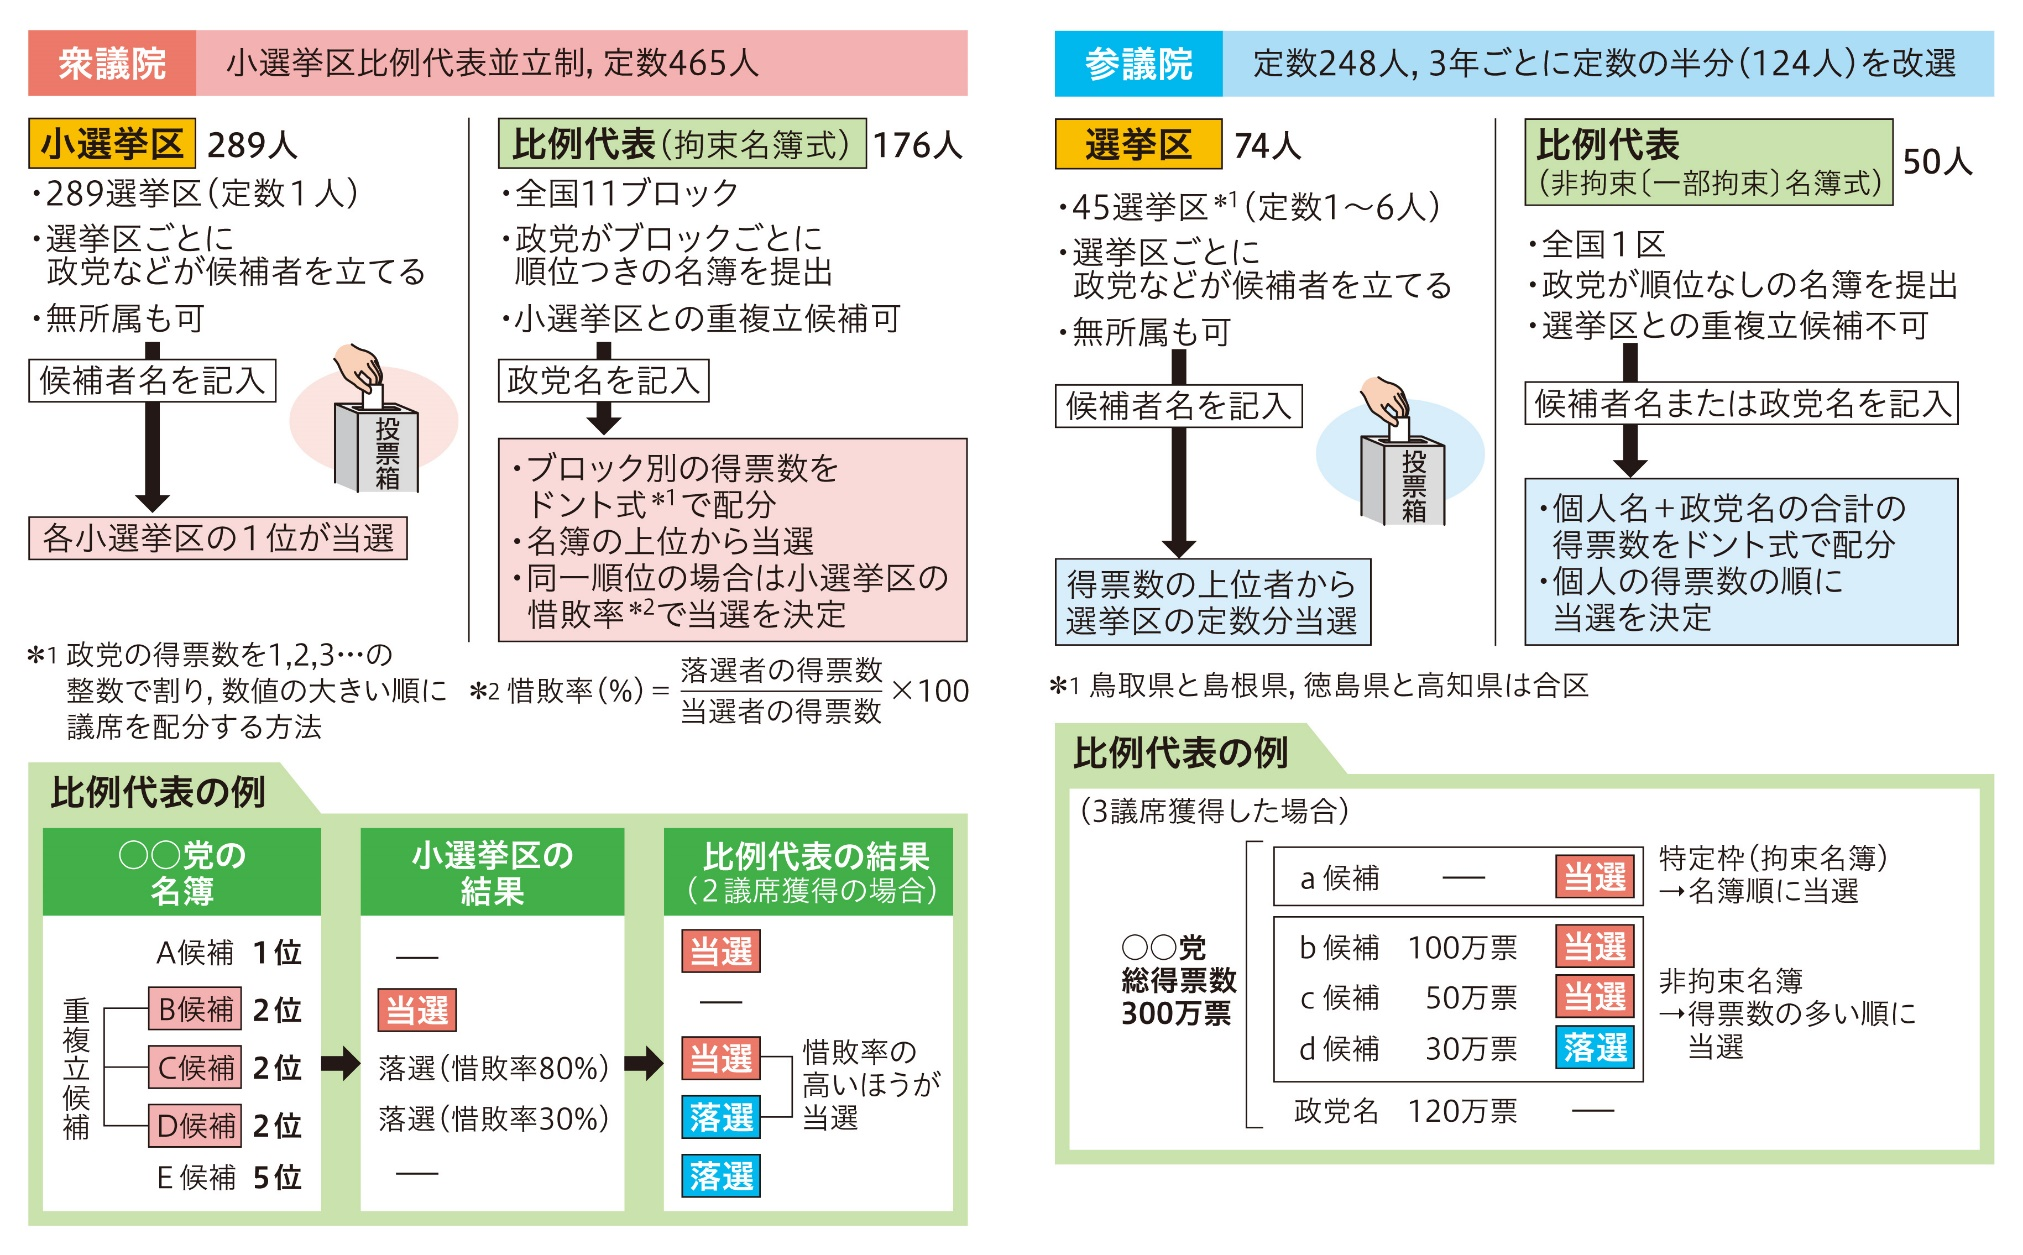 衆議院
小選挙区比例代表並立制, 定数465人
小選挙区 289人
・289選挙区(定数1人)
・選挙区ごとに
政党などが候補者を立てる
・無所属も可
候補者名を記入
投票箱
各小選挙区の1位が当選
比例代表(拘束名簿式) 176人
・全国11ブロック
・政党がブロックごとに
順位つきの名簿を提出
・小選挙区との重複立候補可
政党名を記入
・ブロック別の得票数を
ドント式*1で配分
・名簿の上位から当選
・同一順位の場合は小選挙区の
惜敗率*2で当選を決定
*1 政党の得票数を1,2,3…の
整数で割り, 数値の大きい順に
議席を配分する方法
*2 惜敗率(%)= 落選者の得票数
当選者の得票数 ×100
比例代表の例
○○党の
名簿
小選挙区の
結果
比例代表の結果
(2議席獲得の場合)
重複立候補
A候補 1位 — 当選
B候補 2位 当選 —
C候補 2位 落選(惜敗率80%) 当選
D候補 2位 落選(惜敗率30%) 落選
E候補 5位 — 落選
惜敗率の
高いほうが
当選
参議院
定数248人, 3年ごとに定数の半分(124人)を改選
選挙区 74人
・45選挙区*1(定数1～6人)
・選挙区ごとに
政党などが候補者を立てる
・無所属も可
候補者名を記入
投票箱
得票数の上位者から
選挙区の定数分当選
比例代表
(非拘束〔一部拘束〕名簿式) 50人
・全国1区
・政党が順位なしの名簿を提出
・選挙区との重複立候補不可
候補者名または政党名を記入
・個人名+政党名の合計の
得票数をドント式で配分
・個人の得票数の順に
当選を決定
*1 鳥取県と島根県, 徳島県と高知県は合区
比例代表の例
(3議席獲得した場合)
○○党
総得票数
300万票
a候補 — 当選
b候補 100万票 当選
c候補 50万票 当選
d候補 30万票 落選
政党名 120万票 —
特定枠(拘束名簿)
→名簿順に当選
非拘束名簿
→得票数の多い順に
当選